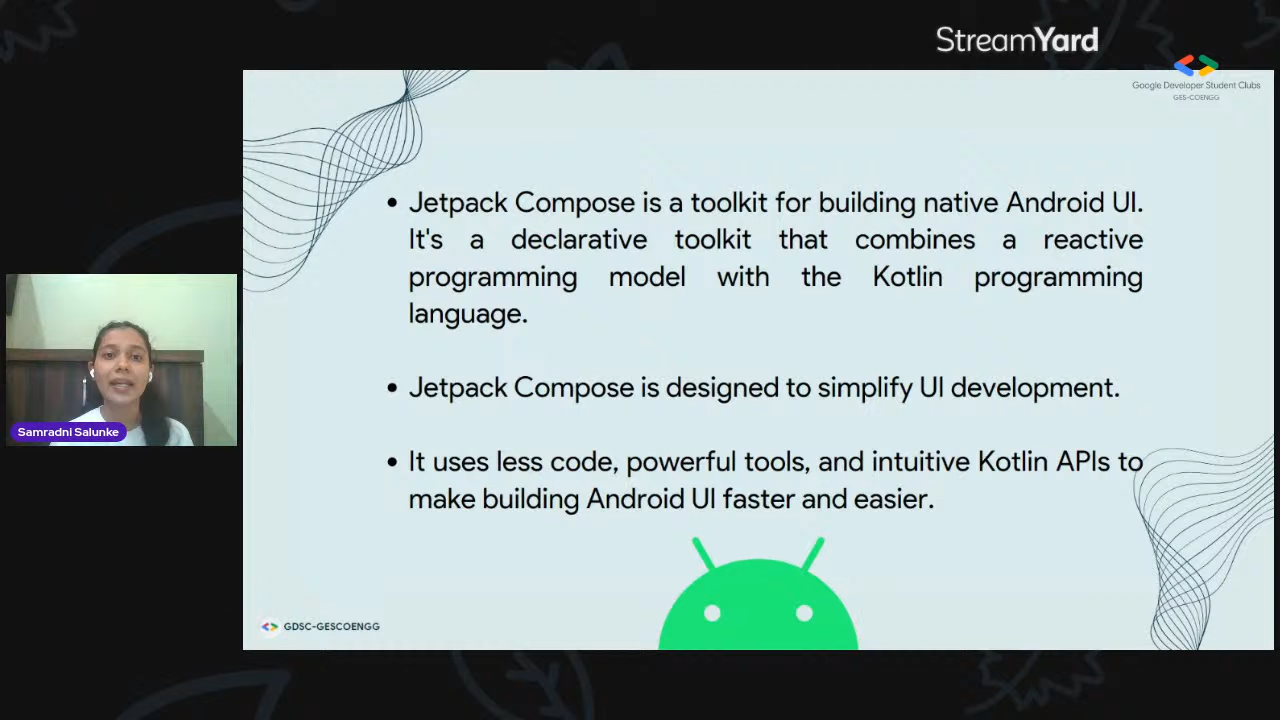 StreamYard
Google Developer Student Clubs
GES-COENGG
• Jetpack Compose is a toolkit for building native Android UI.
It's a declarative toolkit that combines a reactive
programming model with the Kotlin programming
language.
• Jetpack Compose is designed to simplify UI development.
• It uses less code, powerful tools, and intuitive Kotlin APIs to
make building Android UI faster and easier.
Samradni Salunke
GDSC-GESCOENGG